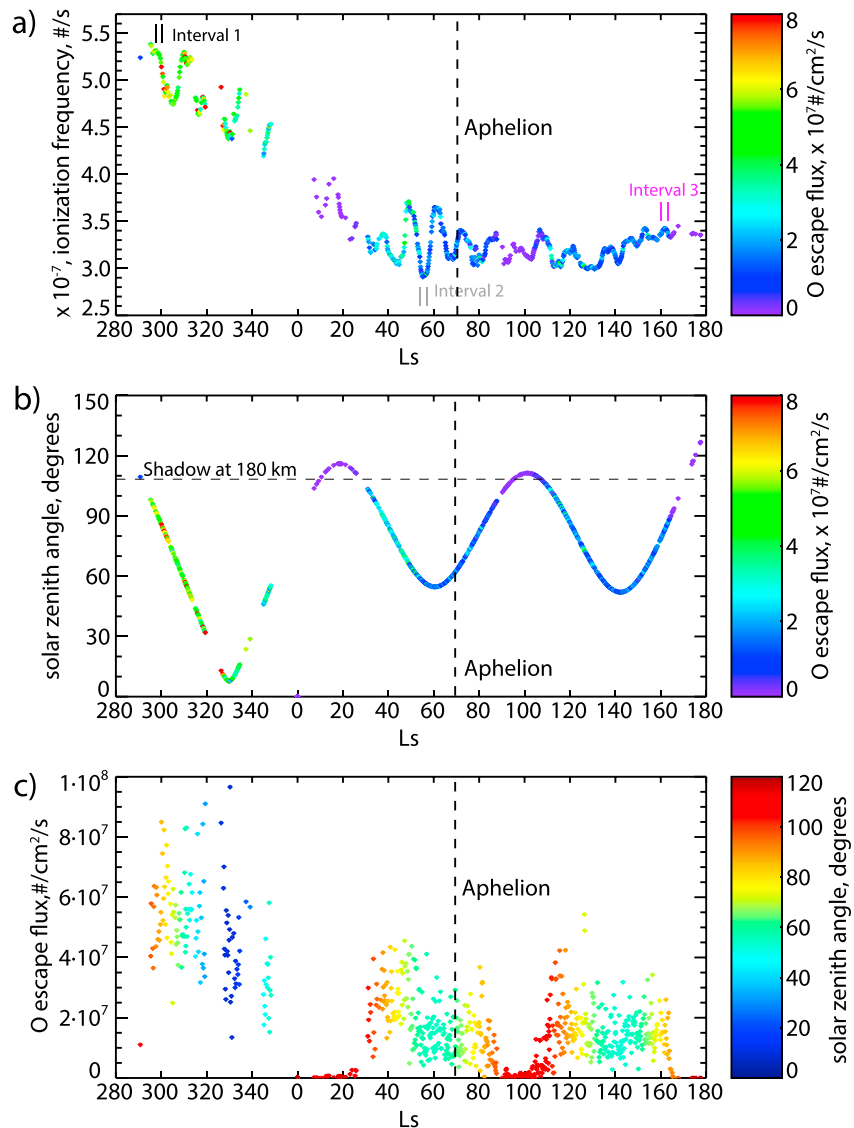 a)
5.5
5.0
4.5
4.0
3.5
3.0
2.5
x 10⁻⁷, ionization frequency, #/s
Interval 1
Aphelion
Interval 3
Interval 2
280 300 320 340 0 20 40 60 80 100 120 140 160 180
Ls
8
6
4
2
0
O escape flux, x 10⁷#/cm²/s
b)
150
120
90
60
30
0
solar zenith angle, degrees
Shadow at 180 km
Aphelion
280 300 320 340 0 20 40 60 80 100 120 140 160 180
Ls
8
6
4
2
0
O escape flux, x 10⁷#/cm²/s
c)
1·10⁸
8·10⁷
6·10⁷
4·10⁷
2·10⁷
0
O escape flux,#/cm²/s
Aphelion
280 300 320 340 0 20 40 60 80 100 120 140 160 180
Ls
120
100
80
60
40
20
0
solar zenith angle, degrees